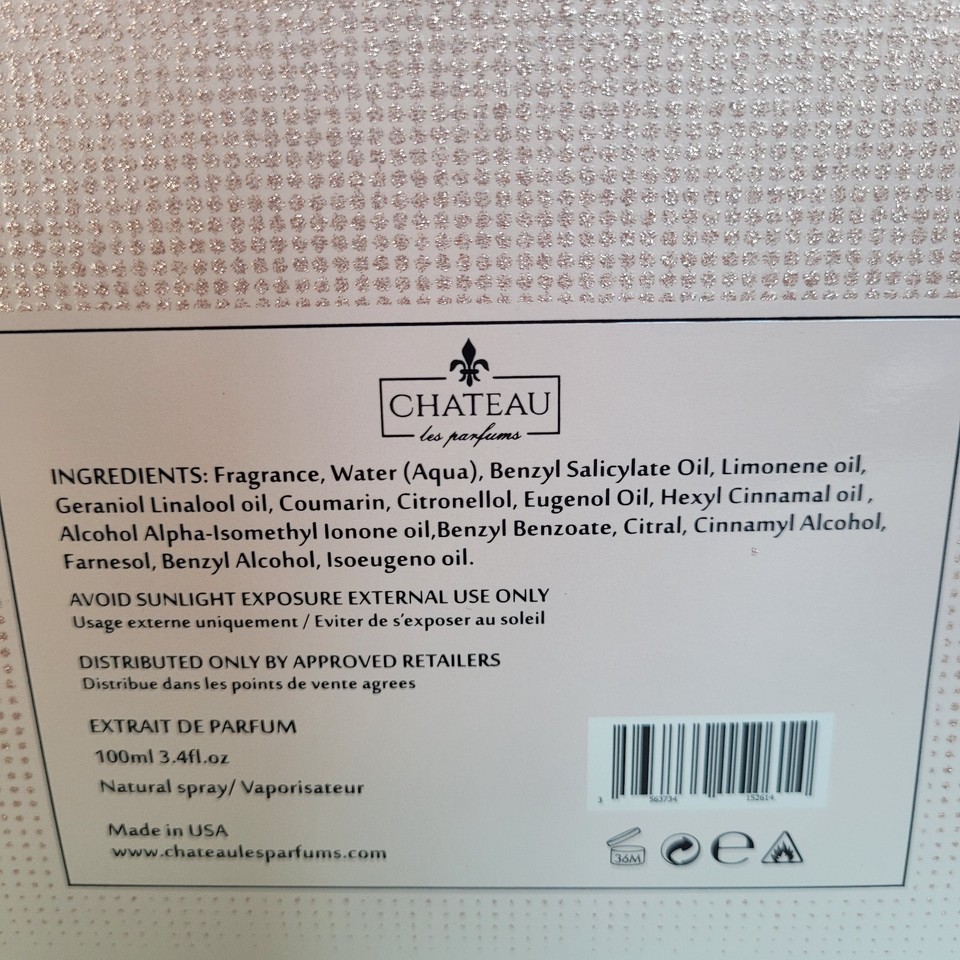 CHATEAU
les parfums
INGREDIENTS: Fragrance, Water (Aqua), Benzyl Salicylate Oil, Limonene oil,
Geraniol Linalool oil, Coumarin, Citronellol, Eugenol Oil, Hexyl Cinnamal oil,
Alcohol Alpha-Isomethyl Ionone oil,Benzyl Benzoate, Citral, Cinnamyl Alcohol,
Farnesol, Benzyl Alcohol, Isoeugeno oil.
AVOID SUNLIGHT EXPOSURE EXTERNAL USE ONLY
Usage externe uniquement / Eviter de s'exposer au soleil
DISTRIBUTED ONLY BY APPROVED RETAILERS
Distribue dans les points de vente agrees
EXTRAIT DE PARFUM
100ml 3.4fl.oz
Natural spray/ Vaporisateur
3 563734 152614
Made in USA
www.chateaulesparfums.com
36M